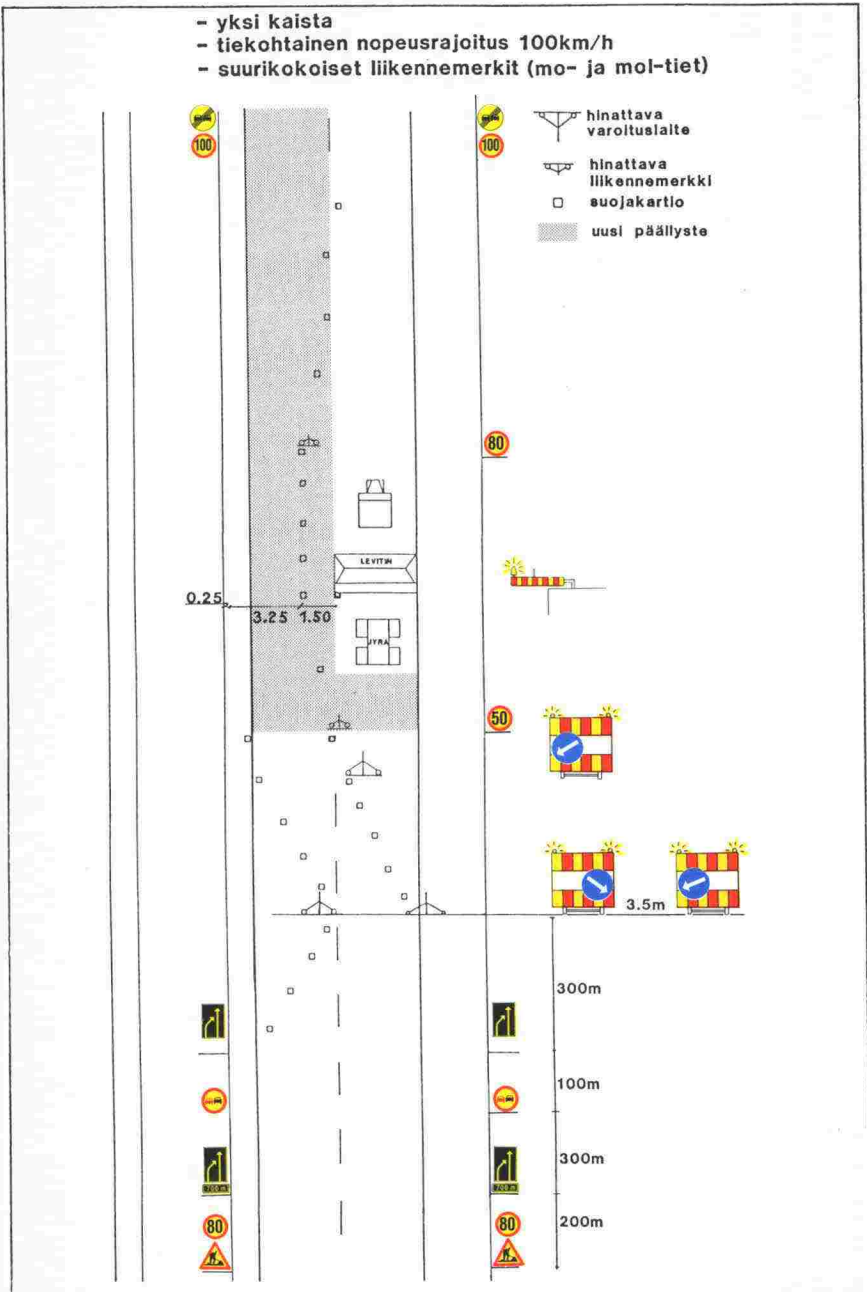 - yksi kaista
- tiekohtainen nopeusrajoitus 100km/h
- suurikokoiset liikennemerkit (mo- ja mol-tiet)
100
100
hinattava
varoituslaite
hinattava
liikennemerkki
suojakartio
uusi päällyste
80
LEVITIN
0.25
3.25
1.50
JYRÄ
50
3.5m
300m
100m
700 m
700 m
300m
80
80
200m